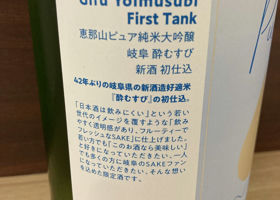 Gifu Yoimusubi
First Tank
恵那山ピュア純米大吟醸
岐阜 酔むすび
新酒 初仕込
42年ぶりの岐阜県の新酒造好適米
『酔むすび』の初仕込。
「日本酒は飲みにくい」という若い
世代のイメージを覆すような「飲み
やすく透明感があり、フルーティーで
フレッシュなSAKE」に仕上げました。
若い方でも「このお酒なら美味しい」
と好きになっていただきたい、一人
でも多くの方に岐阜のSAKEファン
になっていただきたい、そんな想い
を込めた限定酒です。